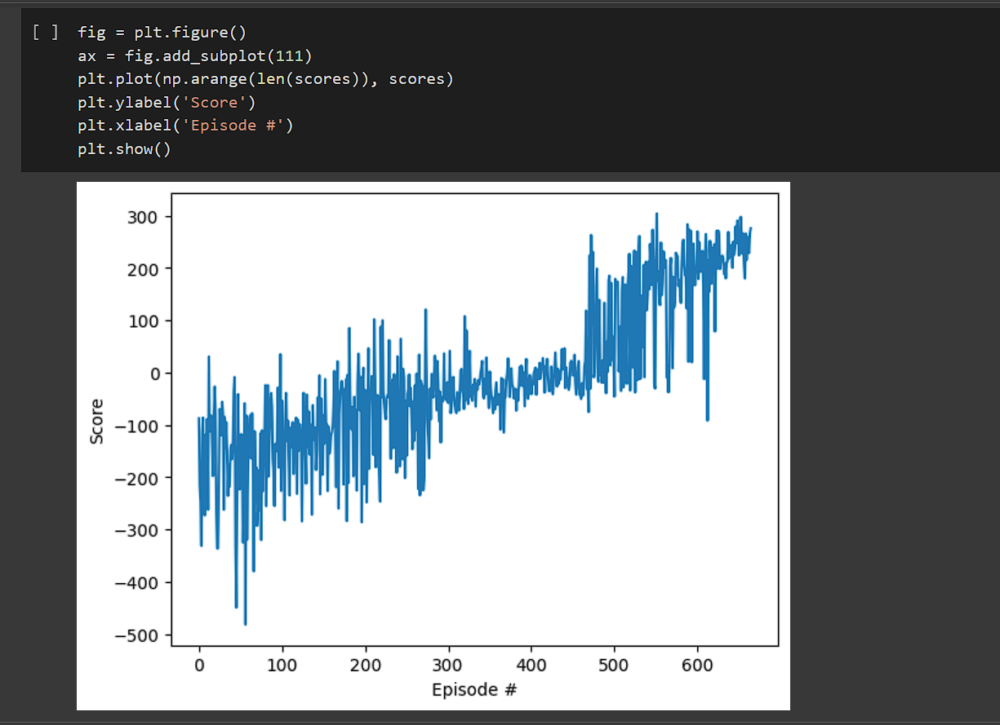 [ ] fig = plt.figure()
ax = fig.add_subplot(111)
plt.plot(np.arange(len(scores)), scores)
plt.ylabel('Score')
plt.xlabel('Episode #')
plt.show()
300
200
100
0
−100
−200
−300
−400
−500
Score
0 100 200 300 400 500 600
Episode #